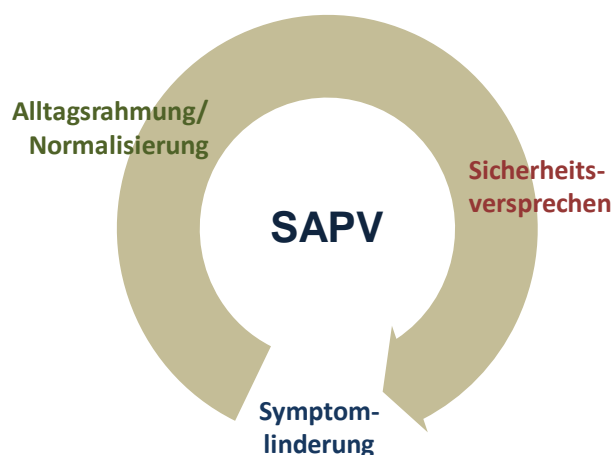 Alltagsrahmung/
Normalisierung
Sicherheits-
versprechen
SAPV
Symptom-
linderung